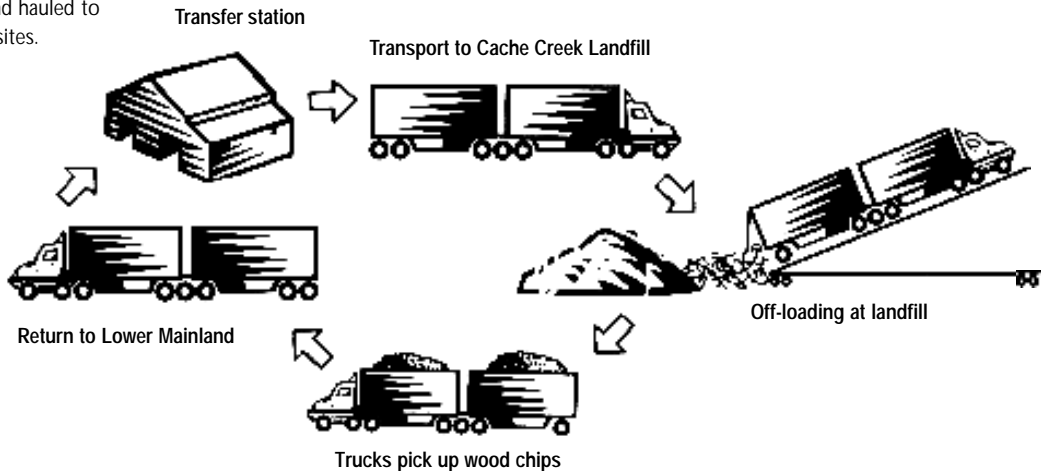 d hauled to
sites.
Transfer station
Transport to Cache Creek Landfill
Off-loading at landfill
Return to Lower Mainland
Trucks pick up wood chips